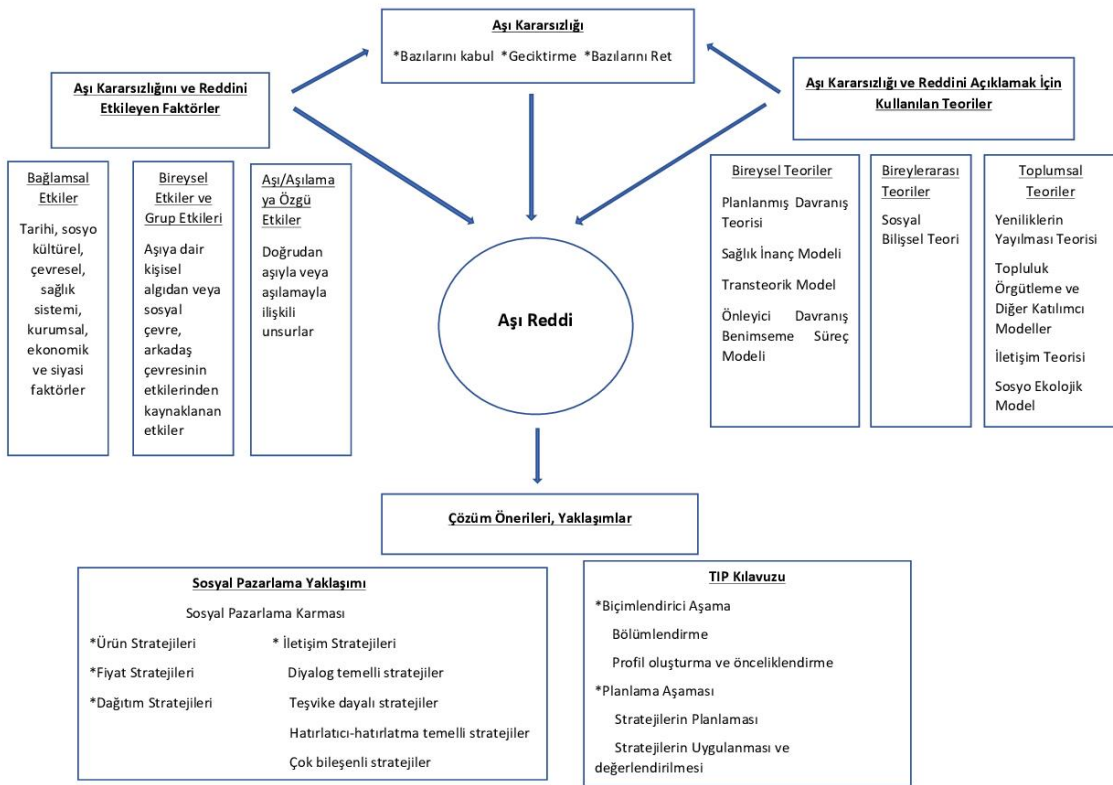 Aşı Kararsızlığı
*Bazılarını kabul *Geciktirme *Bazılarını Ret
Aşı Kararsızlığını ve Reddini
Etkileyen Faktörler
Aşı Kararsızlığı ve Reddini Açıklamak İçin
Kullanılan Teoriler
Bağlamsal
Etkiler
Tarihi, sosyo
kültürel,
çevresel,
sağlık
sistemi,
kurumsal,
ekonomik
ve siyasi
faktörler
Bireysel
Etkiler ve
Grup Etkileri
Aşıya dair
kişisel
algıdan veya
sosyal
çevre,
arkadaş
çevresinin
etkilerinden
kaynaklanan
etkiler
Aşı/Aşılama
ya Özgü
Etkiler
Doğrudan
aşıyla veya
aşılamayla
ilişkili
unsurlar
Aşı Reddi
Bireysel Teoriler
Planlanmış Davranış
Teorisi
Sağlık İnanç Modeli
Transteorik Model
Önleyici Davranış
Benimseme Süreç
Modeli
Bireylerarası
Teoriler
Sosyal
Bilişsel Teori
Toplumsal
Teoriler
Yeniliklerin
Yayılması Teorisi
Topluluk
Örgütleme ve
Diğer Katılımcı
Modeller
İletişim Teorisi
Sosyo Ekolojik
Model
Çözüm Önerileri, Yaklaşımlar
Sosyal Pazarlama Yaklaşımı
Sosyal Pazarlama Karması
*Ürün Stratejileri
*Fiyat Stratejileri
*Dağıtım Stratejileri
* İletişim Stratejileri
Diyalog temelli stratejiler
Teşvike dayalı stratejiler
Hatırlatıcı-hatırlatma temelli stratejiler
Çok bileşenli stratejiler
TIP Kılavuzu
*Biçimlendirici Aşama
Bölümlendirme
Profil oluşturma ve önceliklendirme
*Planlama Aşaması
Stratejilerin Planlaması
Stratejilerin Uygulanması ve
değerlendirilmesi